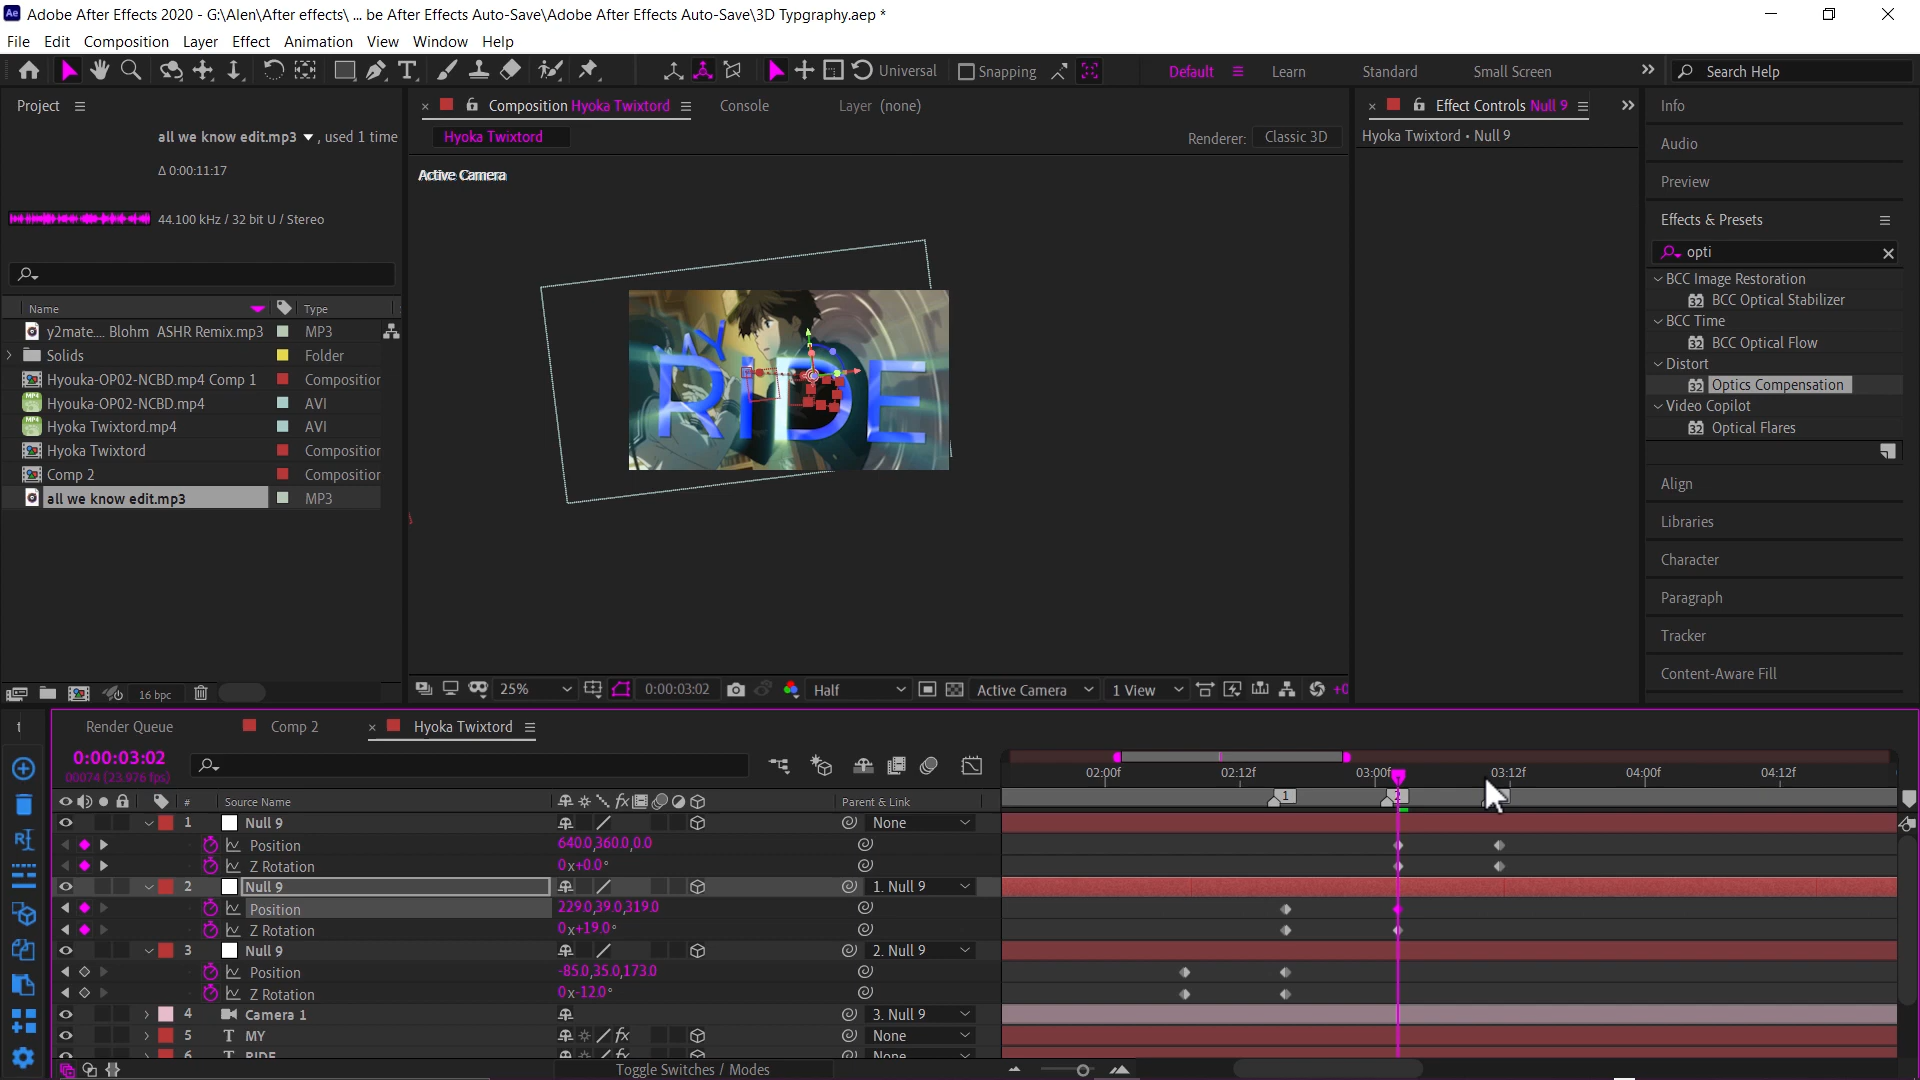 Adobe After Effects 2020 - G:\Alen\After effects\ ... be After Effects Auto-Save\Adobe After Effects Auto-Save\3D Typgraphy.aep *
File Edit Composition Layer Effect Animation View Window Help
Universal Snapping Default Learn Standard Small Screen Search Help
Project
all we know edit.mp3 , used 1 time
Δ 0:00:11:17
44.100 kHz / 32 bit U / Stereo
Name Type
y2mate.... Blohm ASHR Remix.mp3 MP3
Solids Folder
Hyouka-OP02-NCBD.mp4 Comp 1 Composition
Hyouka-OP02-NCBD.mp4 AVI
Hyoka Twixtord.mp4 AVI
Hyoka Twixtord Composition
Comp 2 Composition
all we know edit.mp3 MP3
16 bpc
Composition Hyoka Twixtord Console Layer (none)
Hyoka Twixtord Renderer: Classic 3D
Active Camera
RIDE
25% 0:00:03:02 Half Active Camera 1 View
Effect Controls Null 9
Hyoka Twixtord • Null 9
Info
Audio
Preview
Effects & Presets
opti
BCC Image Restoration
BCC Optical Stabilizer
BCC Time
BCC Optical Flow
Distort
Optics Compensation
Video Copilot
Optical Flares
Align
Libraries
Character
Paragraph
Tracker
Content-Aware Fill
Render Queue Comp 2 Hyoka Twixtord
0:00:03:02
00074 (23.976 fps)
02:00f 02:12f 03:00f 03:12f 04:00f 04:12f
1 2
# Source Name Parent & Link
1 Null 9 None
Position 640.0,360.0,0.0
Z Rotation 0x+0.0°
2 Null 9 1. Null 9
Position 229.0,39.0,319.0
Z Rotation 0x+19.0°
3 Null 9 2. Null 9
Position -85.0,35.0,173.0
Z Rotation 0x-12.0°
4 Camera 1 3. Null 9
5 T MY None
6 T RIDE None
Toggle Switches / Modes